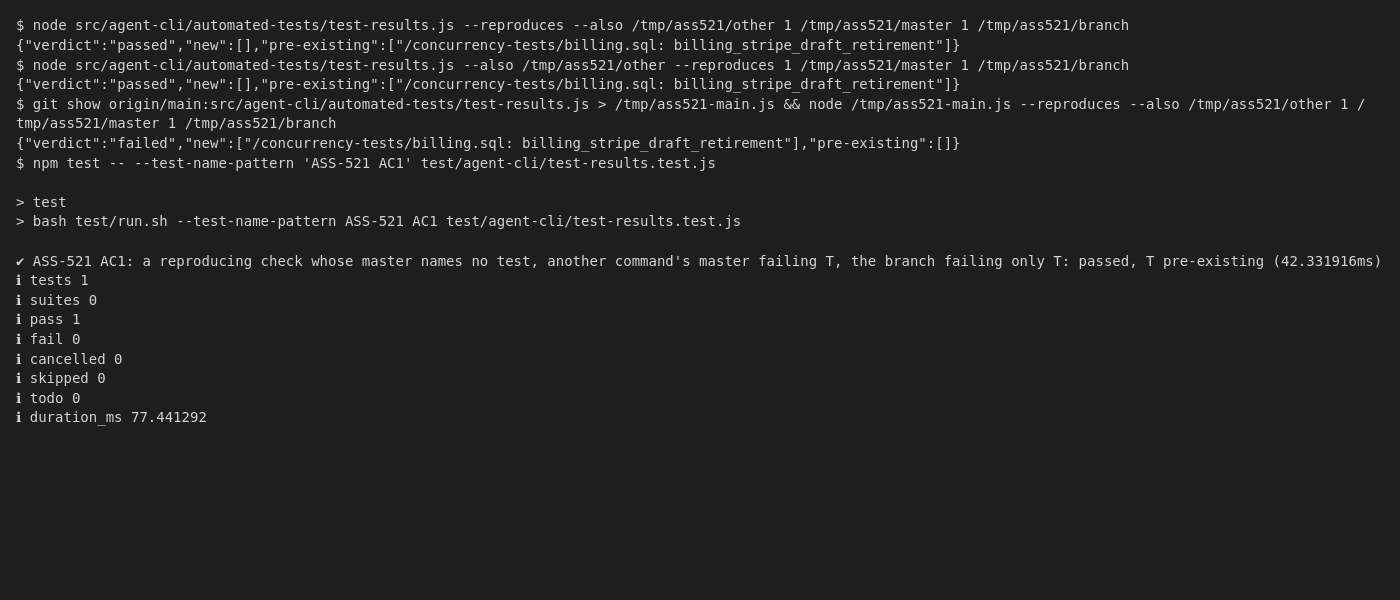 $ node src/agent-cli/automated-tests/test-results.js --reproduces --also /tmp/ass521/other 1 /tmp/ass521/master 1 /tmp/ass521/branch
{"verdict":"passed","new":[],"pre-existing":["/concurrency-tests/billing.sql: billing_stripe_draft_retirement"]}
$ node src/agent-cli/automated-tests/test-results.js --also /tmp/ass521/other --reproduces 1 /tmp/ass521/master 1 /tmp/ass521/branch
{"verdict":"passed","new":[],"pre-existing":["/concurrency-tests/billing.sql: billing_stripe_draft_retirement"]}
$ git show origin/main:src/agent-cli/automated-tests/test-results.js > /tmp/ass521-main.js && node /tmp/ass521-main.js --reproduces --also /tmp/ass521/other 1 /
tmp/ass521/master 1 /tmp/ass521/branch
{"verdict":"failed","new":["/concurrency-tests/billing.sql: billing_stripe_draft_retirement"],"pre-existing":[]}
$ npm test -- --test-name-pattern 'ASS-521 AC1' test/agent-cli/test-results.test.js
> test
> bash test/run.sh --test-name-pattern ASS-521 AC1 test/agent-cli/test-results.test.js
✔ ASS-521 AC1: a reproducing check whose master names no test, another command's master failing T, the branch failing only T: passed, T pre-existing (42.331916ms)
ℹ tests 1
ℹ suites 0
ℹ pass 1
ℹ fail 0
ℹ cancelled 0
ℹ skipped 0
ℹ todo 0
ℹ duration_ms 77.441292